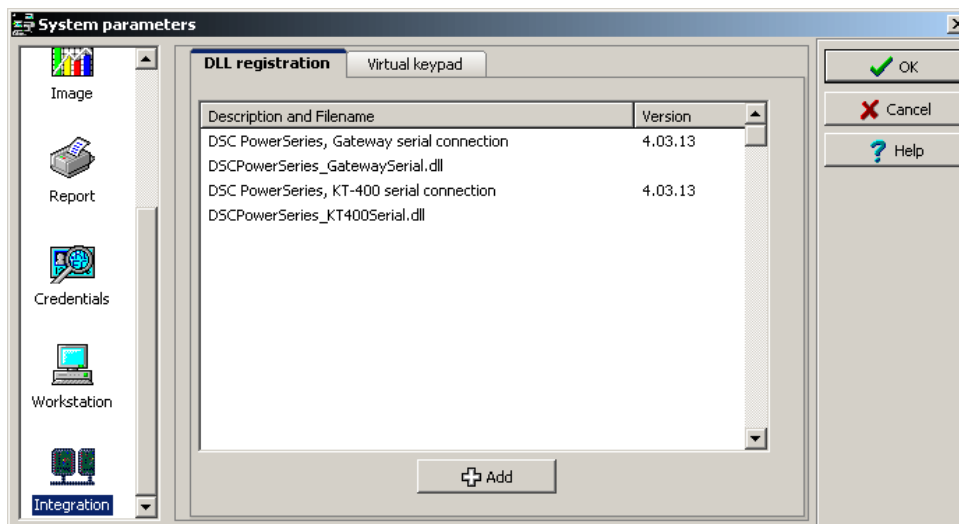 System parameters
Image
Report
Credentials
Workstation
Integration
DLL registration
Virtual keypad
Description and Filename
Version
DSC PowerSeries, Gateway serial connection
4.03.13
DSCPowerSeries_GatewaySerial.dll
DSC PowerSeries, KT-400 serial connection
4.03.13
DSCPowerSeries_KT400Serial.dll
Add
OK
Cancel
Help